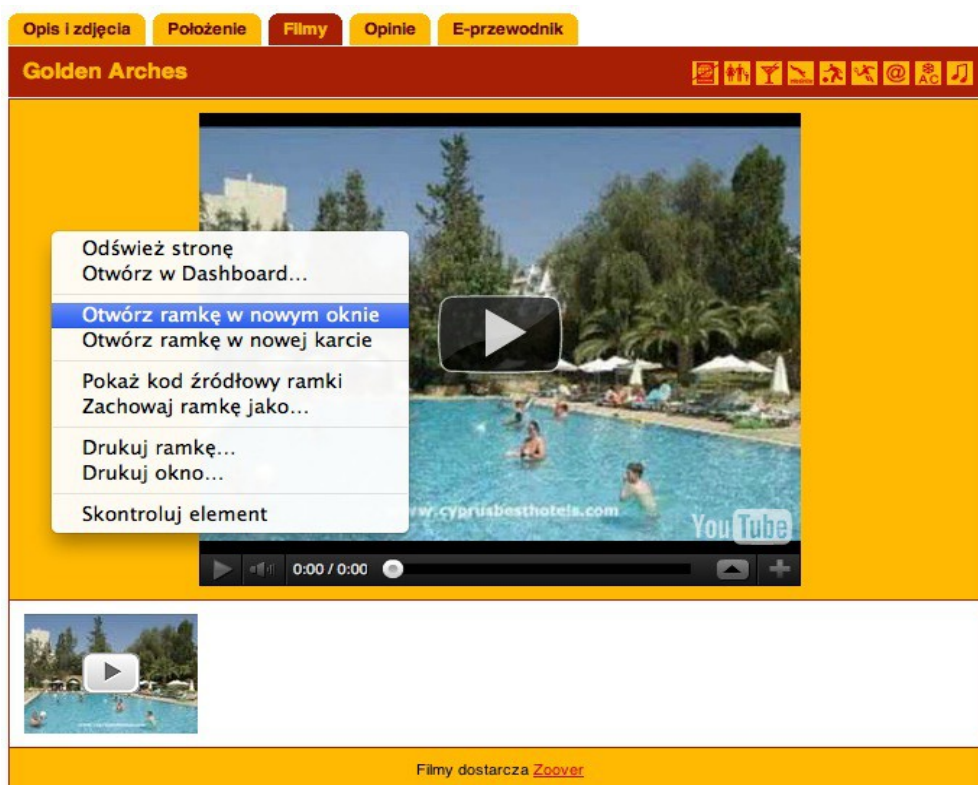 Opis i zdjęcia
Położenie
Filmy
Opinie
E-przewodnik
Golden Arches
@
AC
Odśwież stronę
Otwórz w Dashboard...
Otwórz ramkę w nowym oknie
Otwórz ramkę w nowej karcie
Pokaż kod źródłowy ramki
Zachowaj ramkę jako...
Drukuj ramkę...
Drukuj okno...
Skontroluj element
www.cyprusbesthotels.com
YouTube
0:00 / 0:00
Filmy dostarcza Zoover